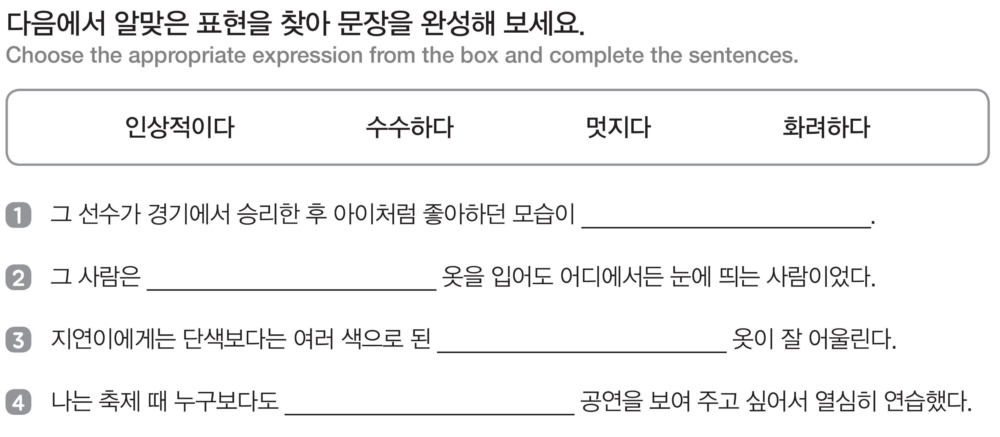 다음에서 알맞은 표현을 찾아 문장을 완성해 보세요.
Choose the appropriate expression from the box and complete the sentences.
인상적이다 수수하다 멋지다 화려하다
1 그 선수가 경기에서 승리한 후 아이처럼 좋아하던 모습이 ____________________.
2 그 사람은 ____________________ 옷을 입어도 어디에서든 눈에 띄는 사람이었다.
3 지연이에게는 단색보다는 여러 색으로 된 ____________________ 옷이 잘 어울린다.
4 나는 축제 때 누구보다도 ____________________ 공연을 보여 주고 싶어서 열심히 연습했다.